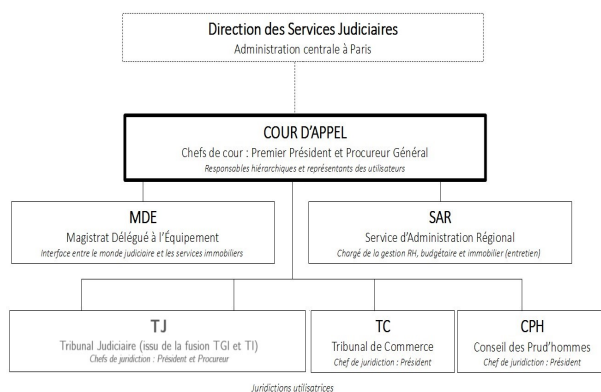 Direction des Services Judiciaires
Administration centrale à Paris
COUR D'APPEL
Chefs de cour : Premier Président et Procureur Général
Responsables hiérarchiques et représentants des utilisateurs
MDE
Magistrat Délégué à l'Équipement
Interface entre le monde judiciaire et les services immobiliers
SAR
Service d'Administration Régional
Chargé de la gestion RH, budgétaire et immobilier (entretien)
TJ
Tribunal Judiciaire (issu de la fusion TGI et TI)
Chefs de juridiction : Président et Procureur
TC
Tribunal de Commerce
Chef de juridiction : Président
CPH
Conseil des Prud'hommes
Chef de juridiction : Président
Juridictions utilisatrices